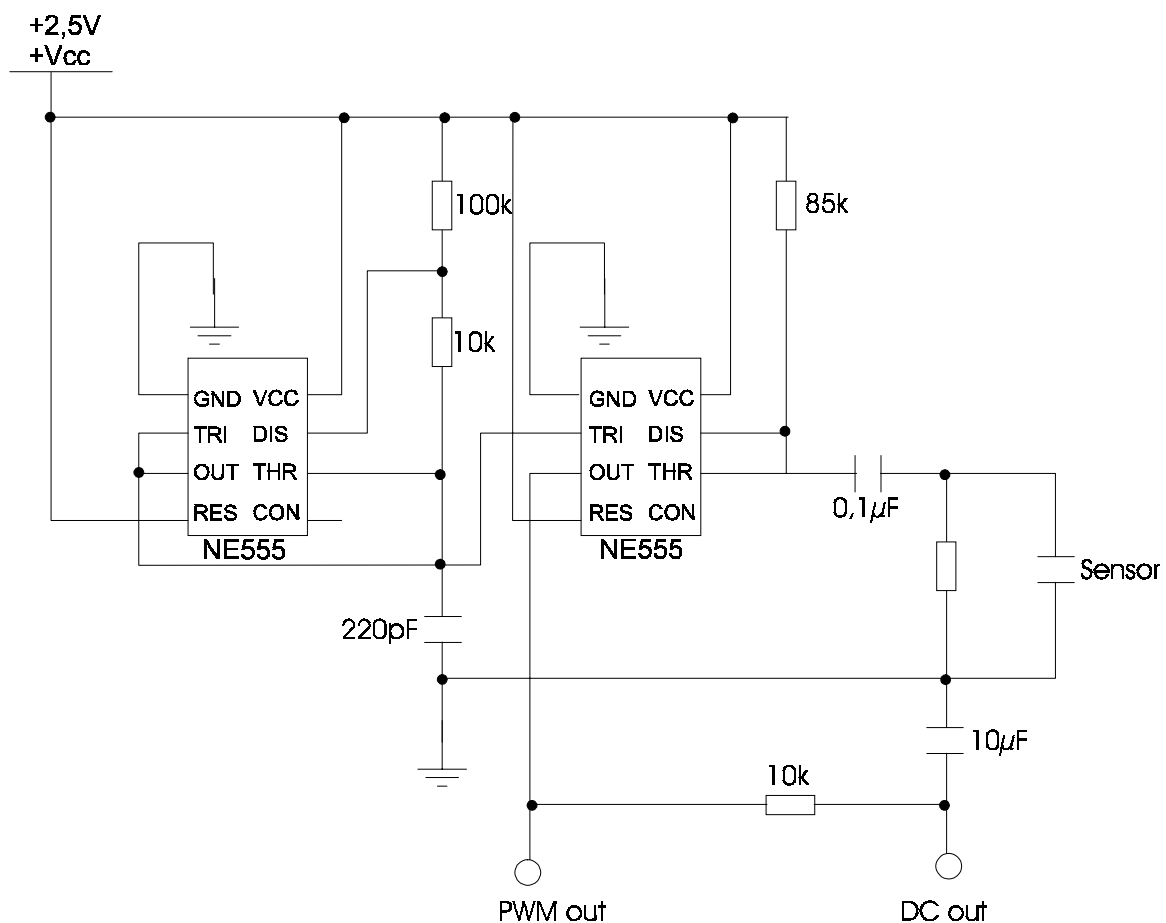 +2,5V
+Vcc
100k
85k
10k
GND VCC
TRI DIS
OUT THR
RES CON
NE555
GND VCC
TRI DIS
OUT THR
RES CON
NE555
0,1µF
Sensor
220pF
10µF
10k
PWM out
DC out